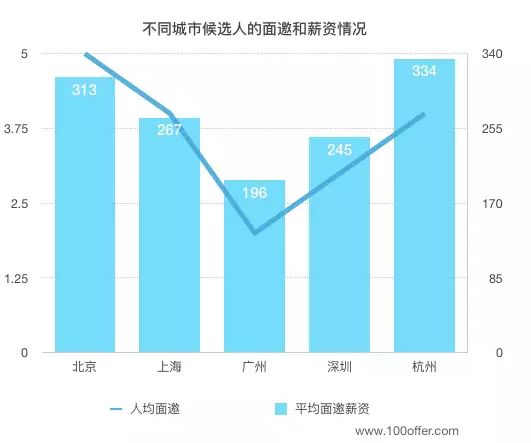 不同城市候选人的面邀和薪资情况
5 340
313 334
3.75 267 255
245
2.5 196 170
1.25 85
0 0
北京 上海 广州 深圳 杭州
人均面邀 平均面邀薪资
www.100offer.com